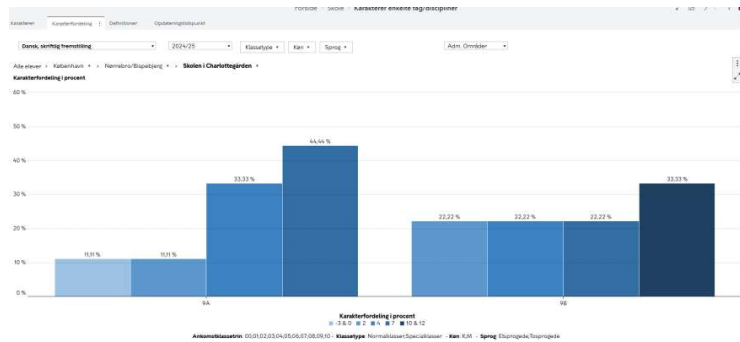 Forside › Skole › Karakterer enkelte fag/discipliner
Karakterer Karakterfordeling Definitioner Opdateringstidspunkt
Dansk, skriftlig fremstilling 2024/25 Klassetype Køn Sprog Adm. Områder
Alle elever › København › Nørrebro/Bispebjerg › Skolen i Charlottegården
Karakterfordeling i procent
60 %
50 %
44,44 %
40 %
33,33 % 33,33 %
30 %
22,22 % 22,22 % 22,22 %
20 %
11,11 % 11,11 %
10 %
0 %
9A 9B
Karakterfordeling i procent
-3 & 0 2 4 7 10 & 12
Ankomstklassetrin 00,01,02,03,04,05,06,07,08,09,10 - Klassetype Normalklasser,Specialklasser - Køn K,M - Sprog Etsprogede,Tosprogede